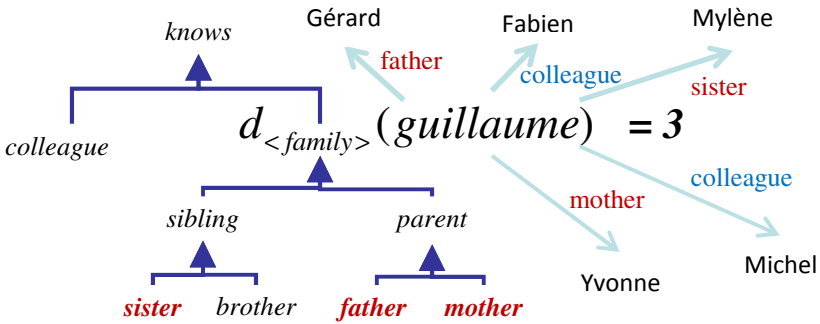 Gérard
Fabien
Mylène
knows
father
colleague
sister
colleague
d<family>(guillaume) = 3
colleague
mother
sibling
parent
Yvonne
Michel
sister
brother
father
mother